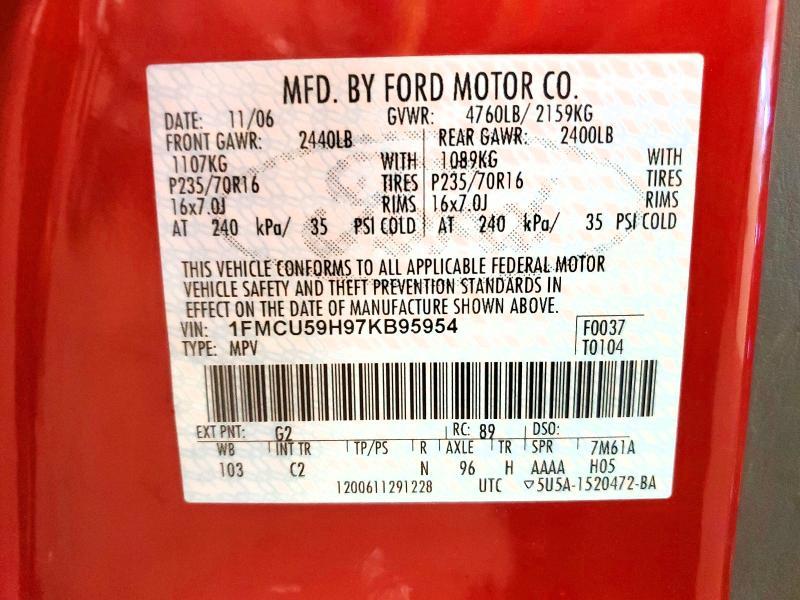 MFD. BY FORD MOTOR CO.
DATE: 11/06 GVWR: 4760LB/ 2159KG
FRONT GAWR: 2440LB REAR GAWR: 2400LB
1107KG WITH 1089KG WITH
P235/70R16 TIRES P235/70R16 TIRES
16x7.0J RIMS 16x7.0J RIMS
AT 240 kPa/ 35 PSI COLD AT 240 kPa/ 35 PSI COLD
THIS VEHICLE CONFORMS TO ALL APPLICABLE FEDERAL MOTOR
VEHICLE SAFETY AND THEFT PREVENTION STANDARDS IN
EFFECT ON THE DATE OF MANUFACTURE SHOWN ABOVE.
VIN: 1FMCU59H97KB95954 F0037
TYPE: MPV T0104
EXT PNT: G2 RC: 89 DSO:
WB INT TR TP/PS R AXLE TR SPR 7M61A
103 C2 N 96 H AAAA H05
1200611291228 UTC ▽5U5A-1520472-BA